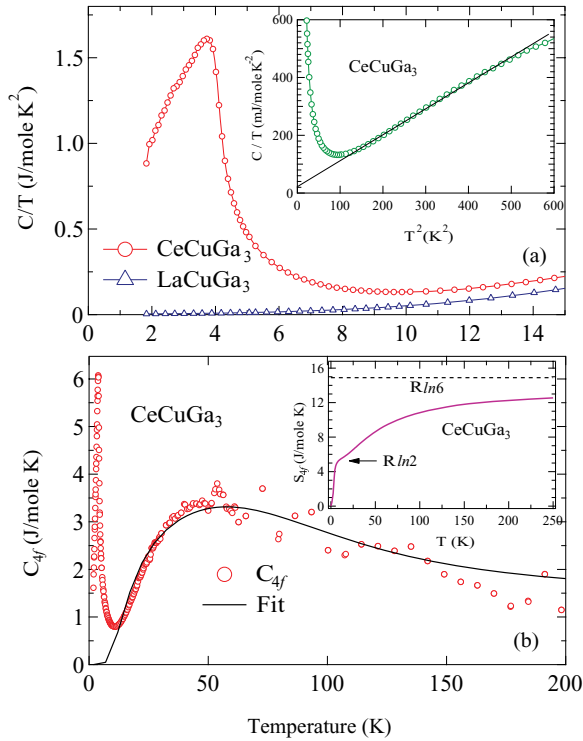 (a)
1.5
1.0
0.5
0
C/T (J/mole K²)
0 2 4 6 8 10 12 14
CeCuGa₃
LaCuGa₃
600
400
200
0
C / T (mJ/mole K²)
CeCuGa₃
0 100 200 300 400 500 600
T² (K²)
(a)
6
5
4
3
2
1
0
C₄f (J/mole K)
CeCuGa₃
C₄f
Fit
16
12
8
4
0
S₄f (J/mole K)
Rln6
CeCuGa₃
Rln2
0 50 100 150 200 250
T (K)
(b)
0 50 100 150 200
Temperature (K)